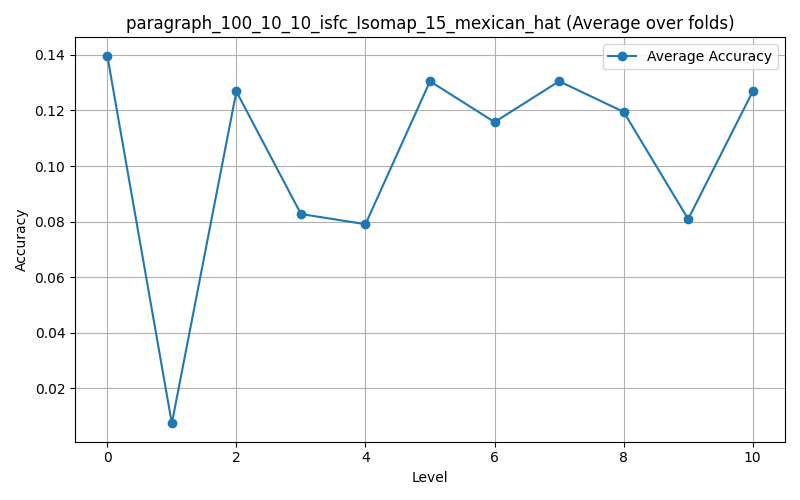 paragraph_100_10_10_isfc_Isomap_15_mexican_hat (Average over folds)
Average Accuracy
Accuracy
0.14
0.12
0.10
0.08
0.06
0.04
0.02
0 2 4 6 8 10
Level